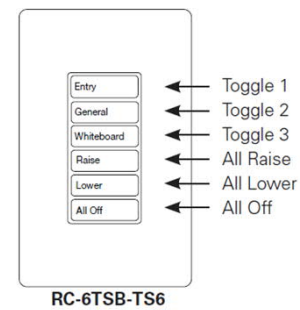 Entry Toggle 1
General Toggle 2
Whiteboard Toggle 3
Raise All Raise
Lower All Lower
All Off All Off
RC-6TSB-TS6